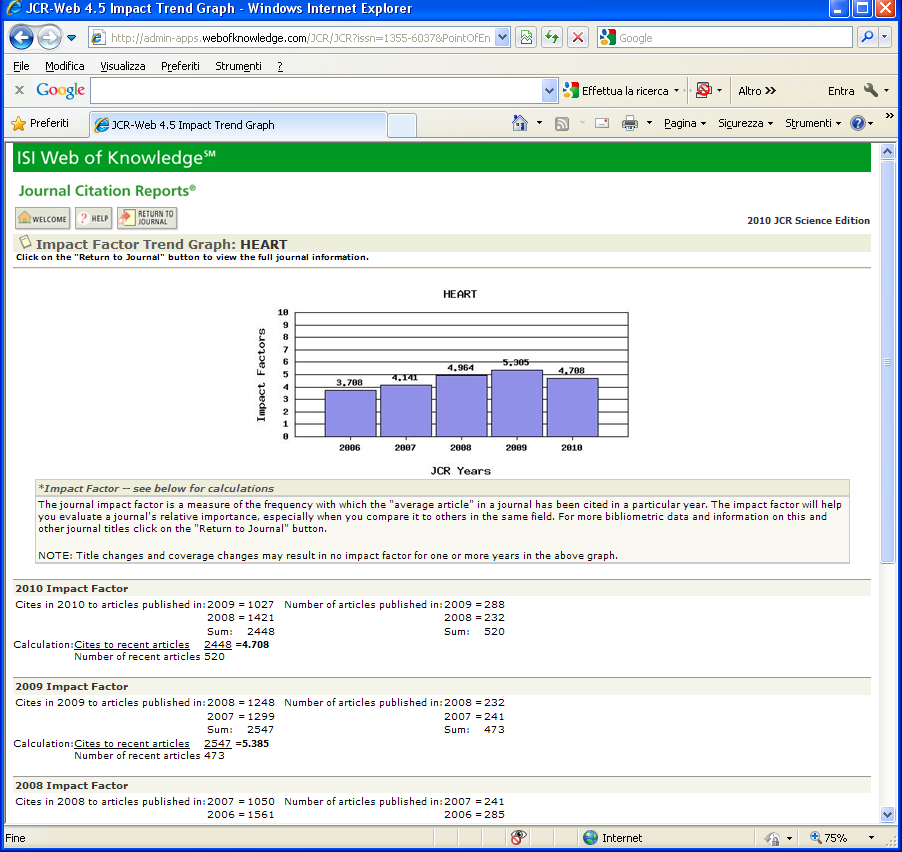 JCR-Web 4.5 Impact Trend Graph - Windows Internet Explorer
http://admin-apps.webofknowledge.com/JCR/JCR?issn=1355-6037&PointOfEn
Google
File Modifica Visualizza Preferiti Strumenti ?
x Google Effettua la ricerca Altro >> Entra
Preferiti JCR-Web 4.5 Impact Trend Graph Pagina Sicurezza Strumenti >>
ISI Web of Knowledge℠
Journal Citation Reports®
WELCOME ? HELP RETURN TO JOURNAL
2010 JCR Science Edition
Impact Factor Trend Graph: HEART
Click on the "Return to Journal" button to view the full journal information.
HEART
Impact Factors
10
9
8
7
6
5
4
3
2
1
0
3.708 4.141 4.964 5.385 4.708
2006 2007 2008 2009 2010
JCR Years
*Impact Factor -- see below for calculations
The journal impact factor is a measure of the frequency with which the "average article" in a journal has been cited in a particular year. The impact factor will help
you evaluate a journal's relative importance, especially when you compare it to others in the same field. For more bibliometric data and information on this and
other journal titles click on the "Return to Journal" button.
NOTE: Title changes and coverage changes may result in no impact factor for one or more years in the above graph.
2010 Impact Factor
Cites in 2010 to articles published in: 2009 = 1027 Number of articles published in: 2009 = 288
2008 = 1421 2008 = 232
Sum: 2448 Sum: 520
Calculation: Cites to recent articles 2448 =4.708
Number of recent articles 520
2009 Impact Factor
Cites in 2009 to articles published in: 2008 = 1248 Number of articles published in: 2008 = 232
2007 = 1299 2007 = 241
Sum: 2547 Sum: 473
Calculation: Cites to recent articles 2547 =5.385
Number of recent articles 473
2008 Impact Factor
Cites in 2008 to articles published in: 2007 = 1050 Number of articles published in: 2007 = 241
2006 = 1561 2006 = 285
Fine Internet 75%